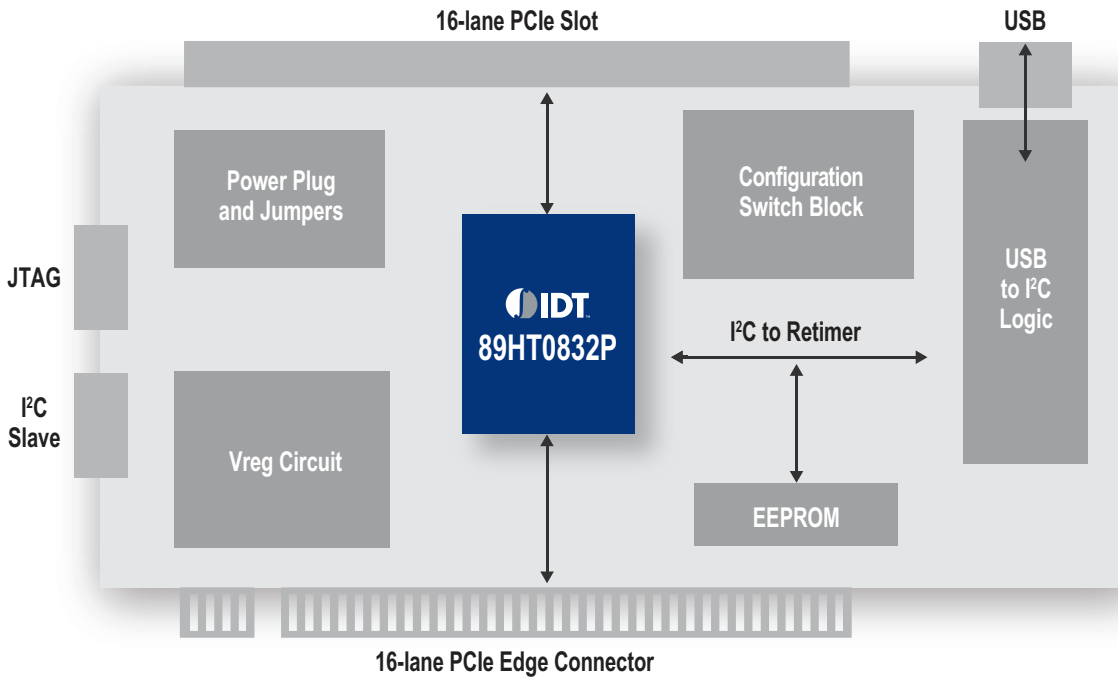 16-lane PCIe Slot
USB
Power Plug
and Jumpers
Configuration
Switch Block
JTAG
USB
to I²C
Logic
IDT™
89HT0832P
I²C to Retimer
I²C
Slave
Vreg Circuit
EEPROM
16-lane PCIe Edge Connector